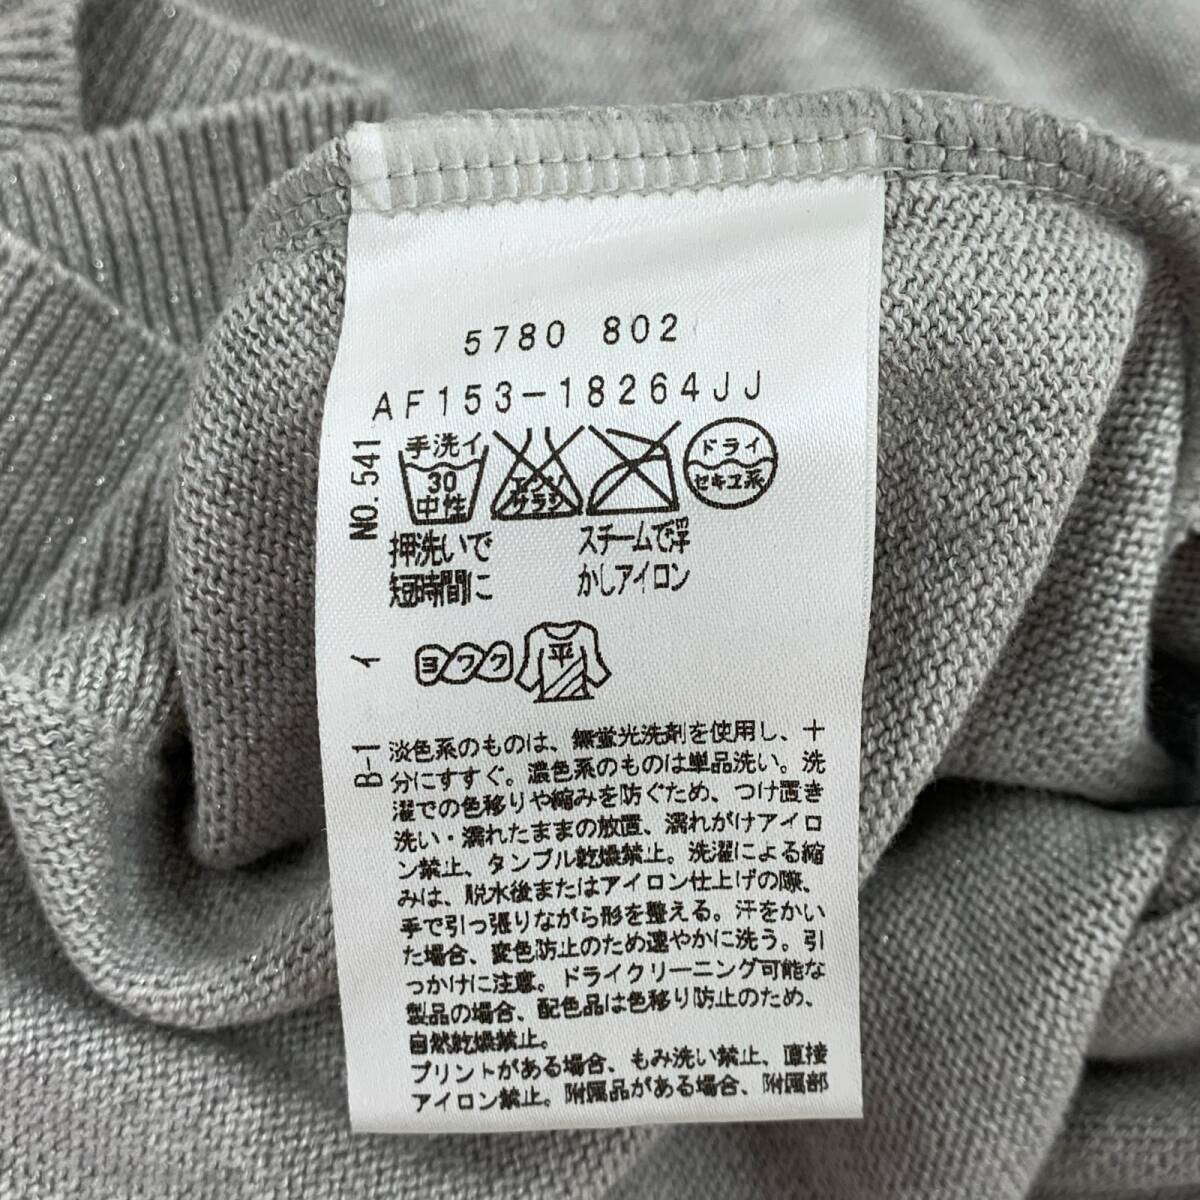 5780 802
AF153-18264JJ
NO.541
手洗イ
30
中性
エンソ
サラシ
ドライ
セキユ系
押洗いで
短時間に
スチームで浮
かしアイロン
ヨワク
平
B-1 1
淡色系のものは、無蛍光洗剤を使用し、十
分にすすぐ。濃色系のものは単品洗い。洗
濯での色移りや縮みを防ぐため、つけ置き
洗い・濡れたままの放置、濡れがけアイロ
ン禁止、タンブル乾燥禁止。洗濯による縮
みは、脱水後またはアイロン仕上げの際、
手で引っ張りながら形を整える。汗をかい
た場合、変色防止のため速やかに洗う。引
っかけに注意。ドライクリーニング可能な
製品の場合、配色品は色移り防止のため、
自然乾燥禁止。
プリントがある場合、もみ洗い禁止、直接
アイロン禁止。附属品がある場合、附属部